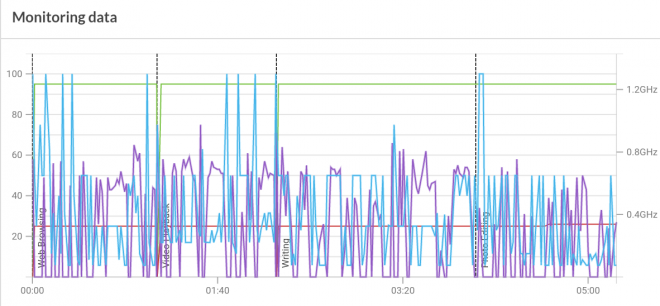 Monitoring data
100
80
60
40
20
1.2GHz
0.8GHz
0.4GHz
Web Browsing
Video Playback
Writing
Photo Editing
00:00
01:40
03:20
05:00